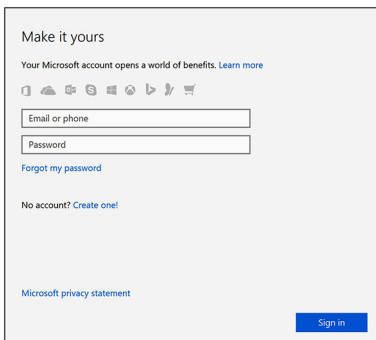 Make it yours
Your Microsoft account opens a world of benefits. Learn more
Email or phone
Password
Forgot my password
No account? Create one!
Microsoft privacy statement
Sign in